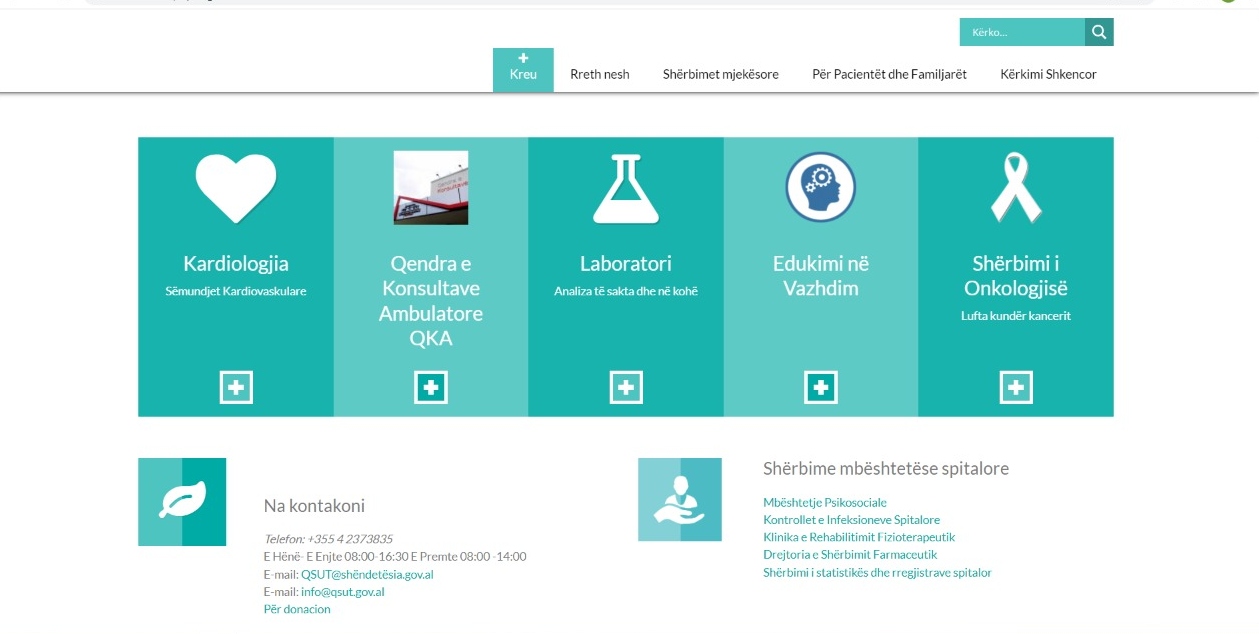 Kërko...
Kreu
Rreth nesh
Shërbimet mjekësore
Për Pacientët dhe Familjarët
Kërkimi Shkencor
Kardiologjia
Sëmundjet Kardiovaskulare
Qendra e
Konsultave
Ambulatore
QKA
Laboratori
Analiza të sakta dhe në kohë
Edukimi në
Vazhdim
Shërbimi i
Onkologjisë
Lufta kundër kancerit
Na kontakoni
Telefon: +355 4 2373835
E Hënë- E Enjte 08:00-16:30 E Premte 08:00 -14:00
E-mail: QSUT@shëndetësia.gov.al
E-mail: info@qsut.gov.al
Për donacion
Shërbime mbështetëse spitalore
Mbështetje Psikosociale
Kontrollet e Infeksioneve Spitalore
Klinika e Rehabilitimit Fizioterapeutik
Drejtoria e Shërbimit Farmaceutik
Shërbimi i statistikës dhe rregjistrave spitalor